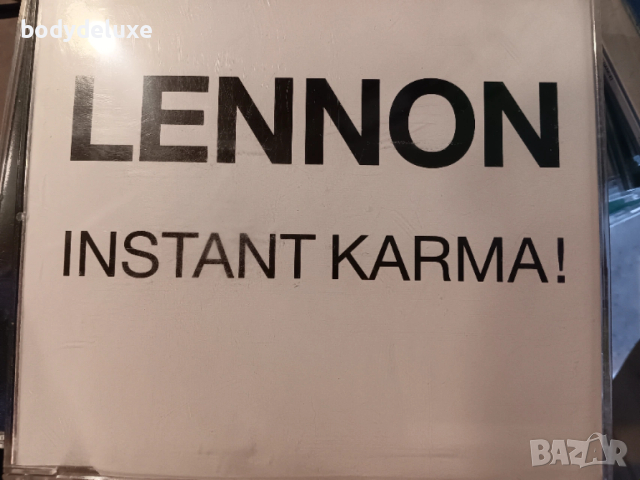 bodydeluxe
LENNON
INSTANT KARMA!
BAZAR